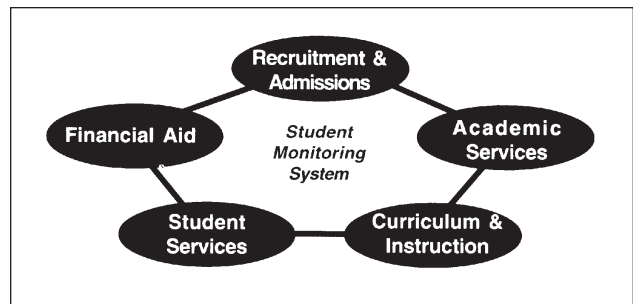 Recruitment &
Admissions
Financial Aid
Student
Monitoring
System
Academic
Services
Student
Services
Curriculum &
Instruction